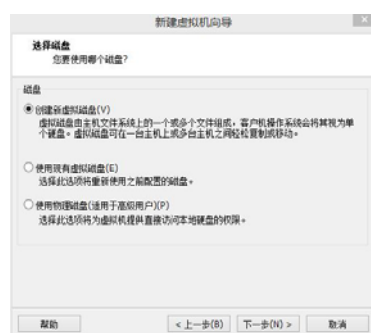 新建虚拟机向导
选择磁盘
您要使用哪个磁盘?
磁盘
创建新虚拟磁盘(V)
虚拟磁盘由主机文件系统上的一个或多个文件组成，客户机操作系统会将其视为单
个硬盘。虚拟磁盘可在一台主机上或多台主机之间轻松复制或移动。
使用现有虚拟磁盘(E)
选择此选项将重新使用之前配置的磁盘。
使用物理磁盘(适用于高级用户)(P)
选择此选项将为虚拟机提供直接访问本地硬盘的权限。
帮助
< 上一步(B)
下一步(N) >
取消